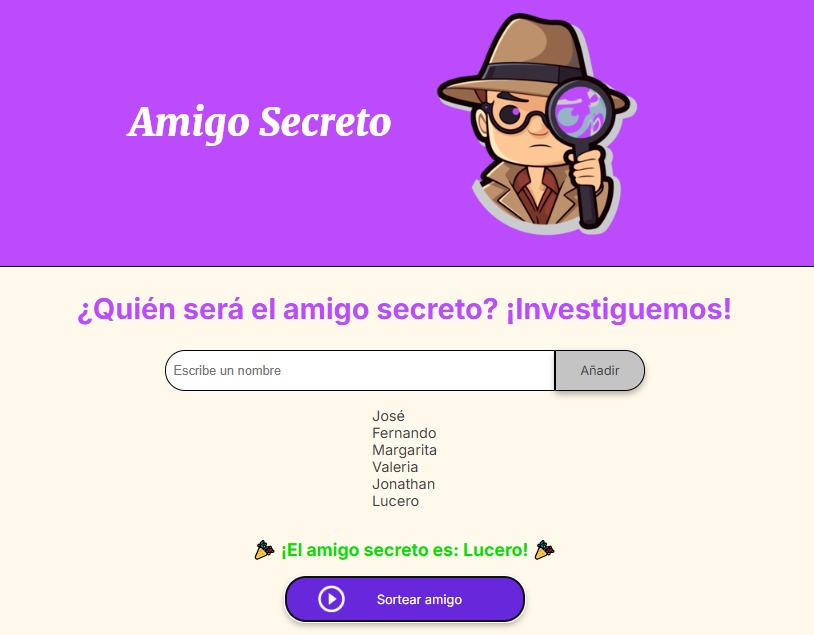 Amigo Secreto
¿Quién será el amigo secreto? ¡Investiguemos!
Escribe un nombre
Añadir
José
Fernando
Margarita
Valeria
Jonathan
Lucero
🎉 ¡El amigo secreto es: Lucero! 🎉
Sortear amigo